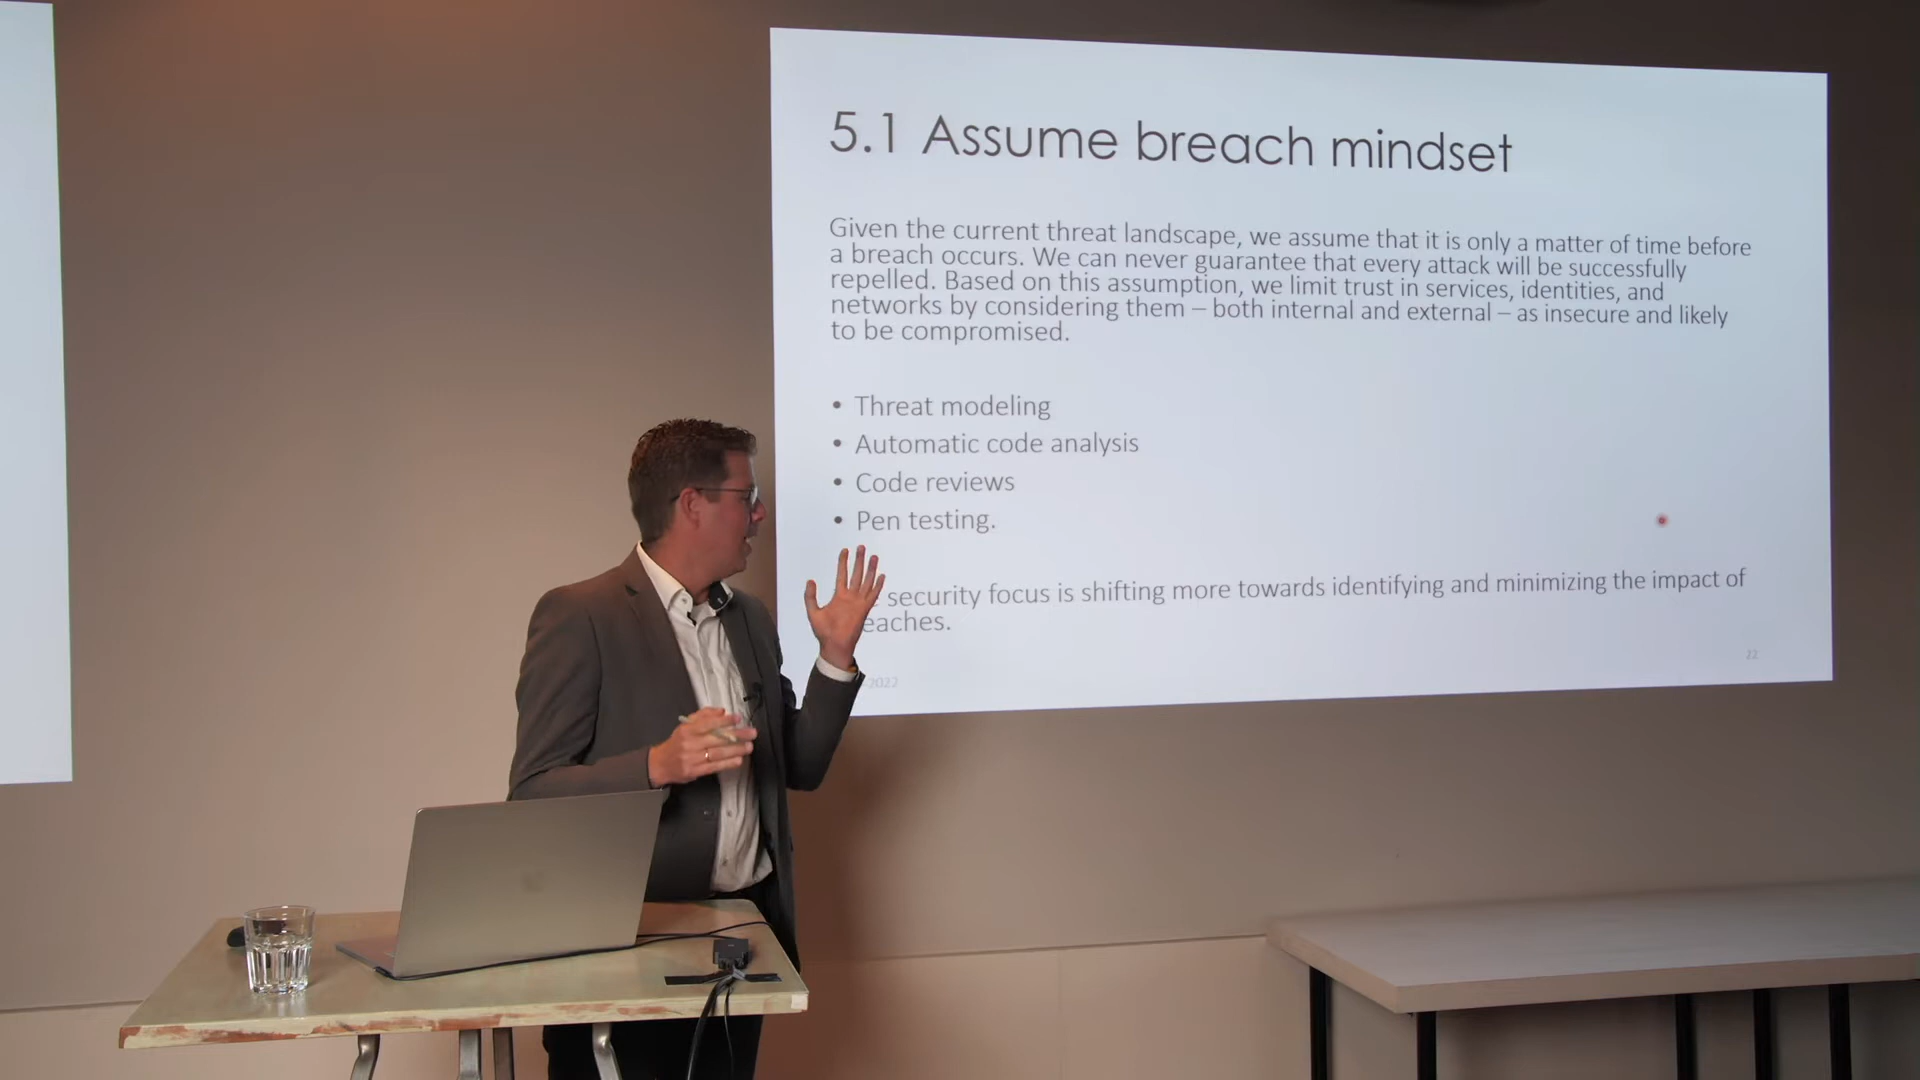 5.1 Assume breach mindset
Given the current threat landscape, we assume that it is only a matter of time before
a breach occurs. We can never guarantee that every attack will be successfully
repelled. Based on this assumption, we limit trust in services, identities, and
networks by considering them – both internal and external – as insecure and likely
to be compromised.
• Threat modeling
• Automatic code analysis
• Code reviews
• Pen testing.
security focus is shifting more towards identifying and minimizing the impact of
eaches.
2022
22